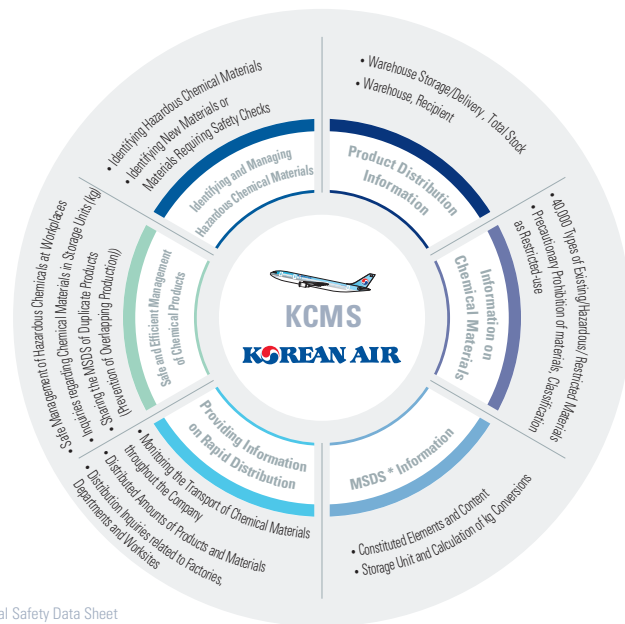 • Identifying Hazardous Chemical Materials
• Identifying New Materials or
Materials Requiring Safety Checks
Identifying and Managing
Hazardous Chemical Materials
• Warehouse Storage/Delivery , Total Stock
• Warehouse, Recipient
Product Distribution
Information
• 40,000 Types of Existing/Hazardous/ Restricted Materials
• Precautionary Prohibition of materials, Classification
as Restricted-use
Information on
Chemical Materials
MSDS * Information
• Constituted Elements and Content
• Storage Unit and Calculation of kg Conversions
Providing Information
on Rapid Distribution
• Monitoring the Transport of Chemical Materials
throughout the Company
• Distributed Amounts of Products and Materials
• Distribution Inquiries related to Factories,
Departments and Worksites
Safe and Efficient Management
of Chemical Products
• Safe Management of Hazardous Chemicals at Workplaces
• Inquiries regarding Chemical Materials in Storage Units (kg)
• Sharing the MSDS of Duplicate Products
(Prevention of Overlapping Production))
KCMS
KOREAN AIR
al Safety Data Sheet